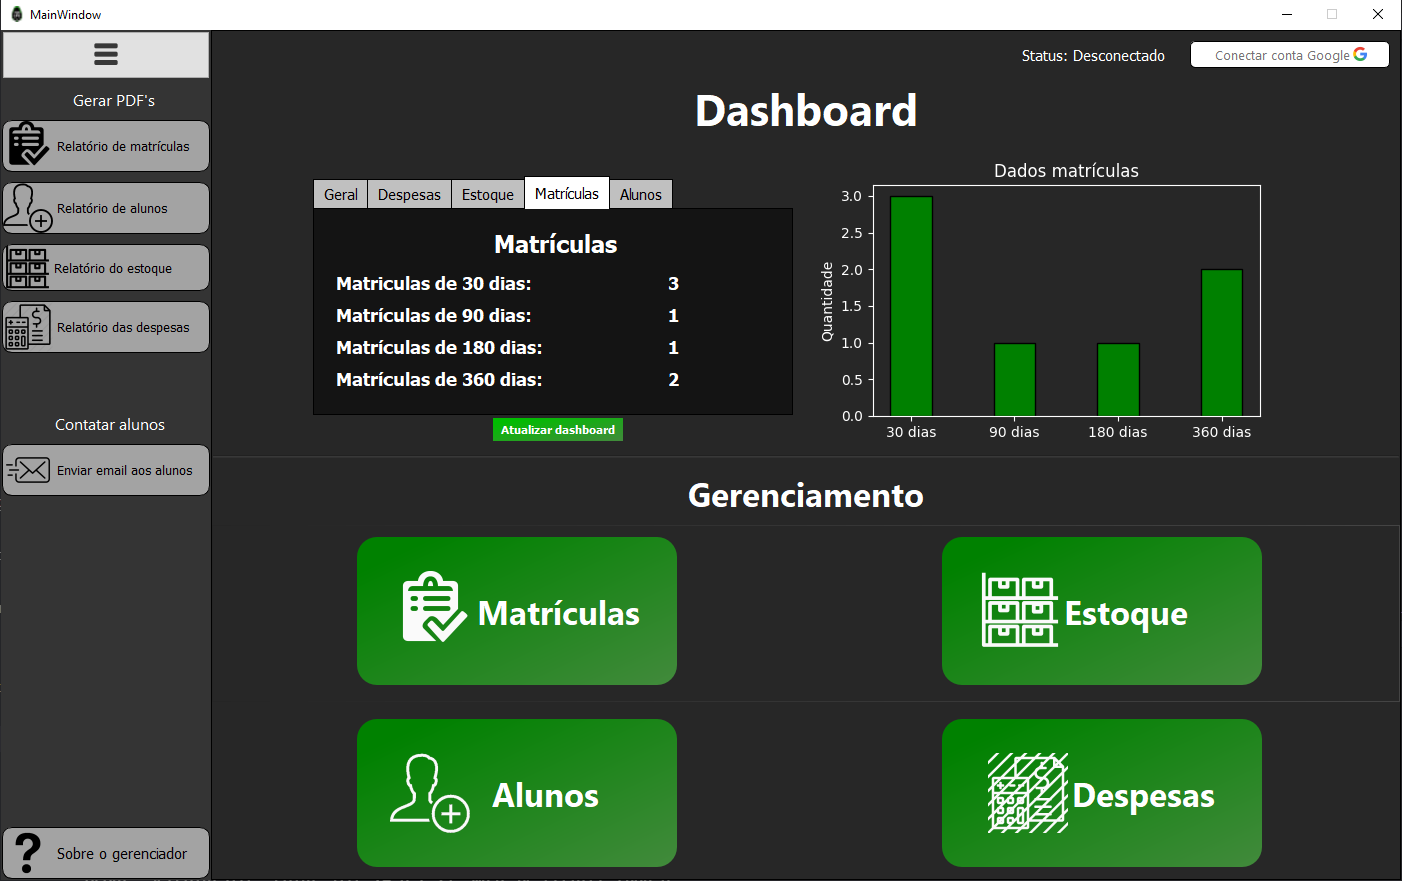 MainWindow
Status: Desconectado
Conectar conta Google
Gerar PDF's
Relatório de matrículas
Relatório de alunos
Relatório do estoque
Relatório das despesas
Contatar alunos
Enviar email aos alunos
Sobre o gerenciador
Dashboard
Geral Despesas Estoque Matrículas Alunos
Matrículas
Matriculas de 30 dias: 3
Matrículas de 90 dias: 1
Matrículas de 180 dias: 1
Matrículas de 360 dias: 2
Atualizar dashboard
Dados matrículas
Quantidade
3.0
2.5
2.0
1.5
1.0
0.5
0.0
30 dias 90 dias 180 dias 360 dias
Gerenciamento
Matrículas
Estoque
Alunos
Despesas